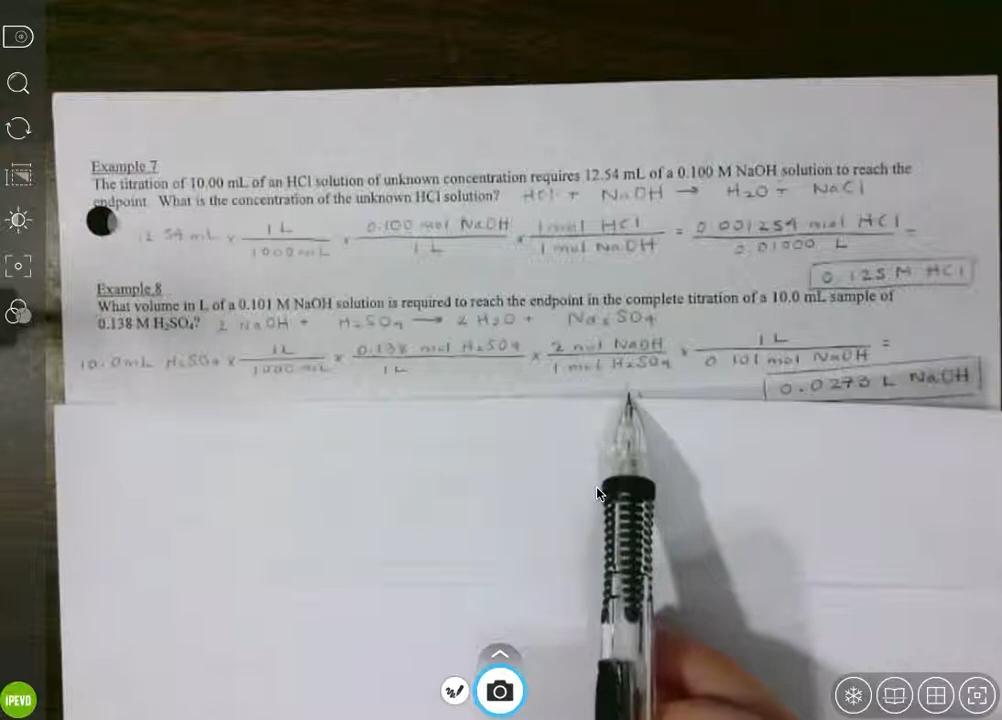 Example 7
The titration of 10.00 mL of an HCl solution of unknown concentration requires 12.54 mL of a 0.100 M NaOH solution to reach the
endpoint. What is the concentration of the unknown HCl solution? HCl + NaOH → H₂O + NaCl
12.54 mL x 1 L / 1000 mL x 0.100 mol NaOH / 1 L x 1 mol HCl / 1 mol NaOH = 0.001254 mol HCl / 0.01000 L =
0.125 M HCl
Example 8
What volume in L of a 0.101 M NaOH solution is required to reach the endpoint in the complete titration of a 10.0 mL sample of
0.138 M H₂SO₄? 2 NaOH + H₂SO₄ → 2 H₂O + Na₂SO₄
10.0 mL H₂SO₄ x 1 L / 1000 mL x 0.138 mol H₂SO₄ / 1 L x 2 mol NaOH / 1 mol H₂SO₄ x 1 L / 0.101 mol NaOH =
0.0273 L NaOH
IPEVO